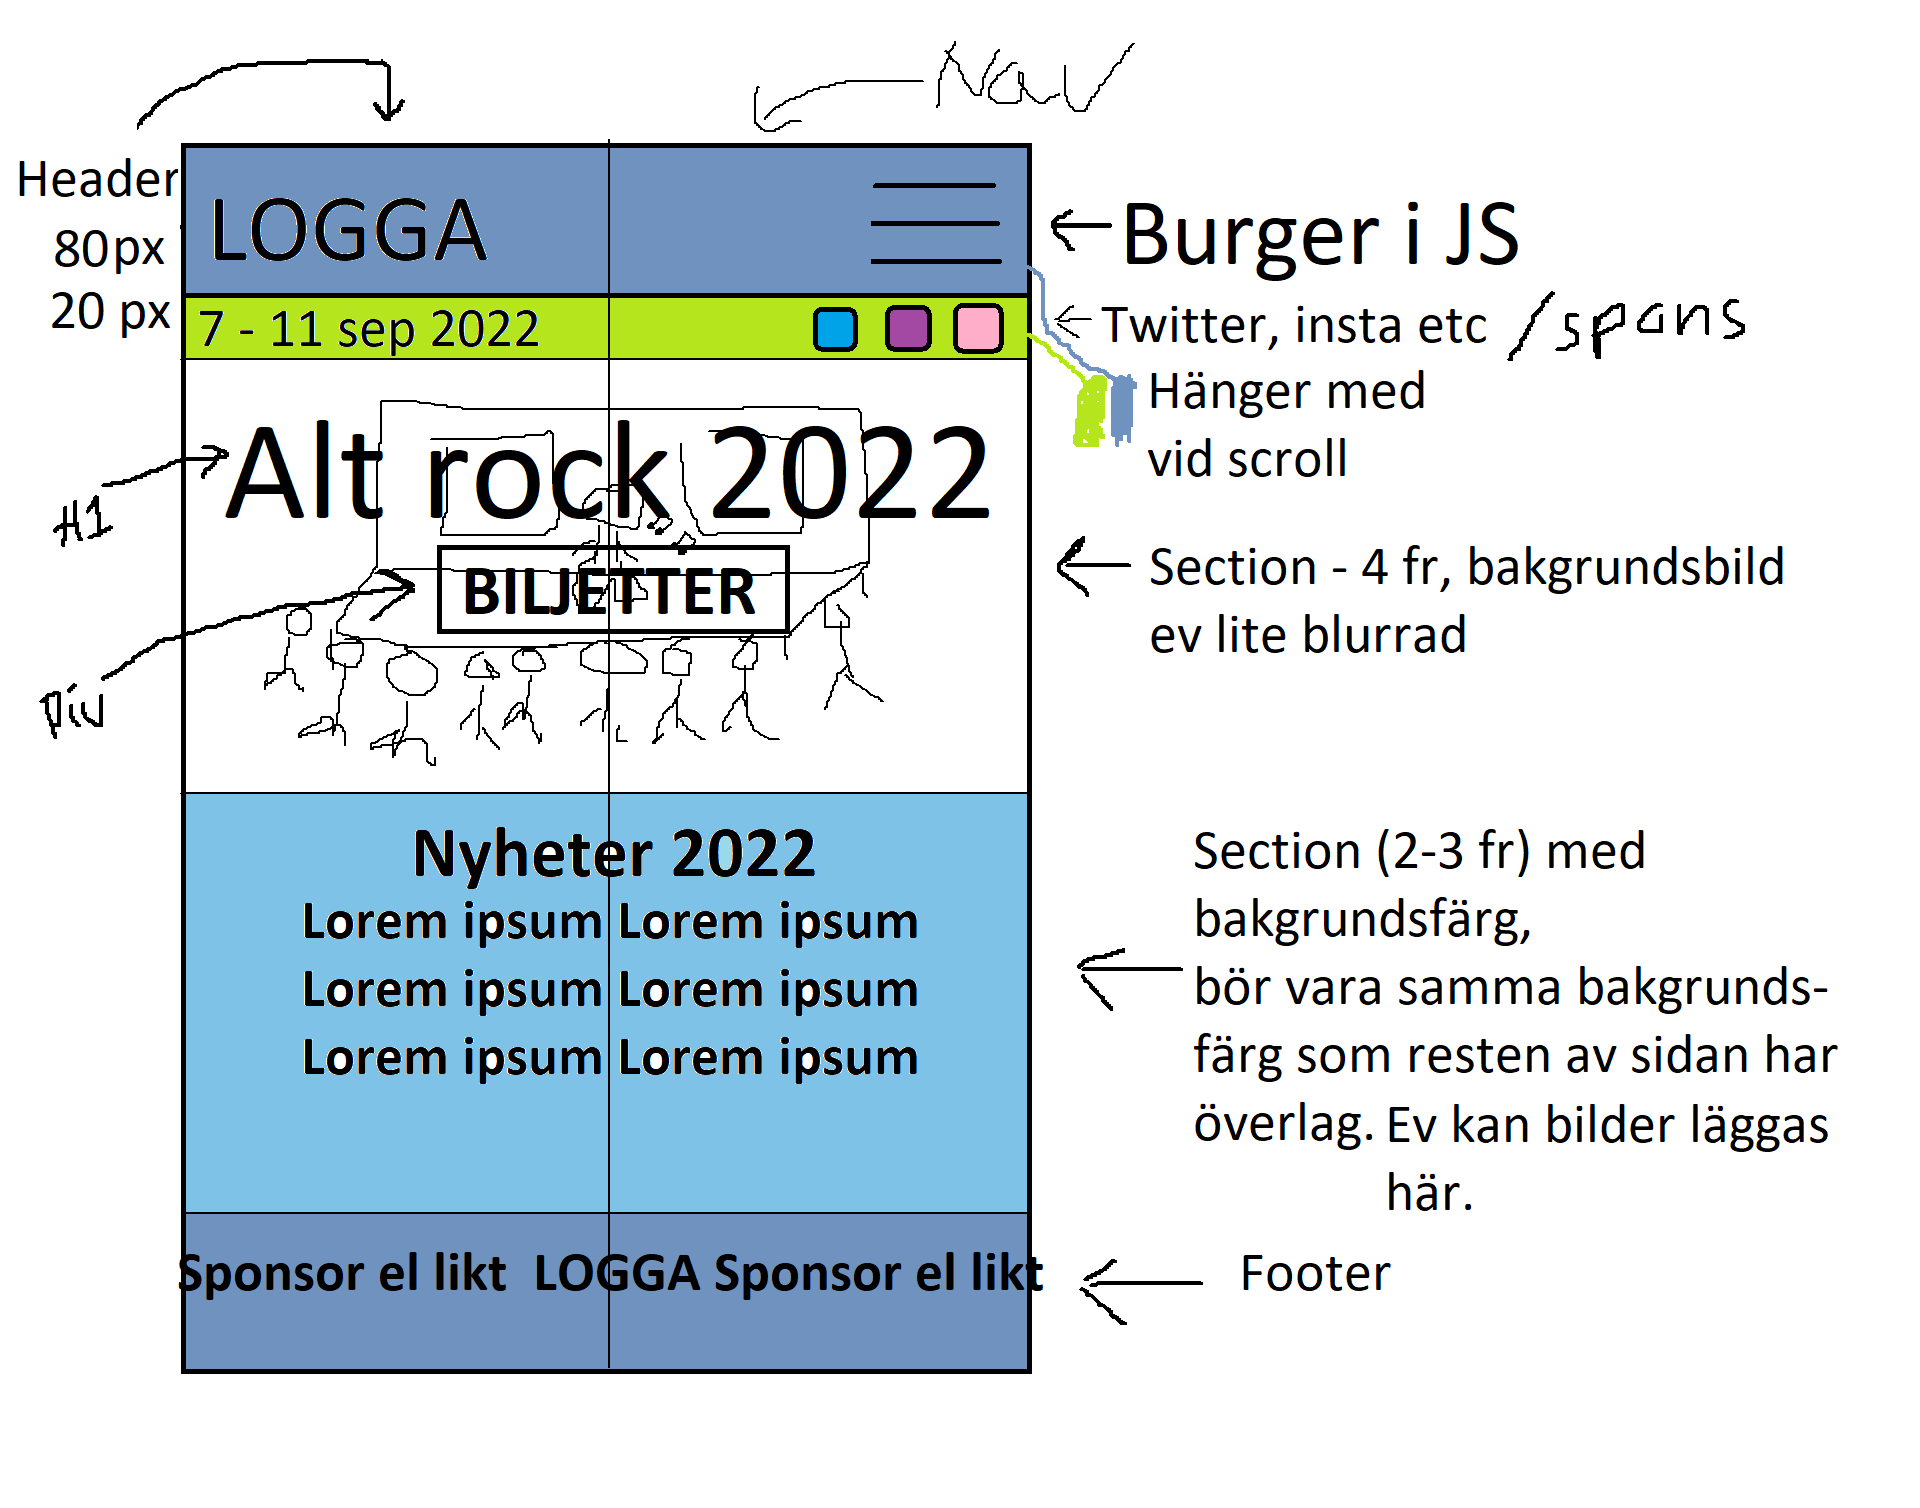 Nav
Header
80px
20 px
LOGGA
Burger i JS
7 - 11 sep 2022
Twitter, insta etc /spans
Hänger med
vid scroll
Alt rock 2022
H1
BILJETTER
Div
Section - 4 fr, bakgrundsbild
ev lite blurrad
Nyheter 2022
Lorem ipsum Lorem ipsum
Lorem ipsum Lorem ipsum
Lorem ipsum Lorem ipsum
Section (2-3 fr) med
bakgrundsfärg,
bör vara samma bakgrunds-
färg som resten av sidan har
överlag. Ev kan bilder läggas
här.
Sponsor el likt LOGGA Sponsor el likt
Footer